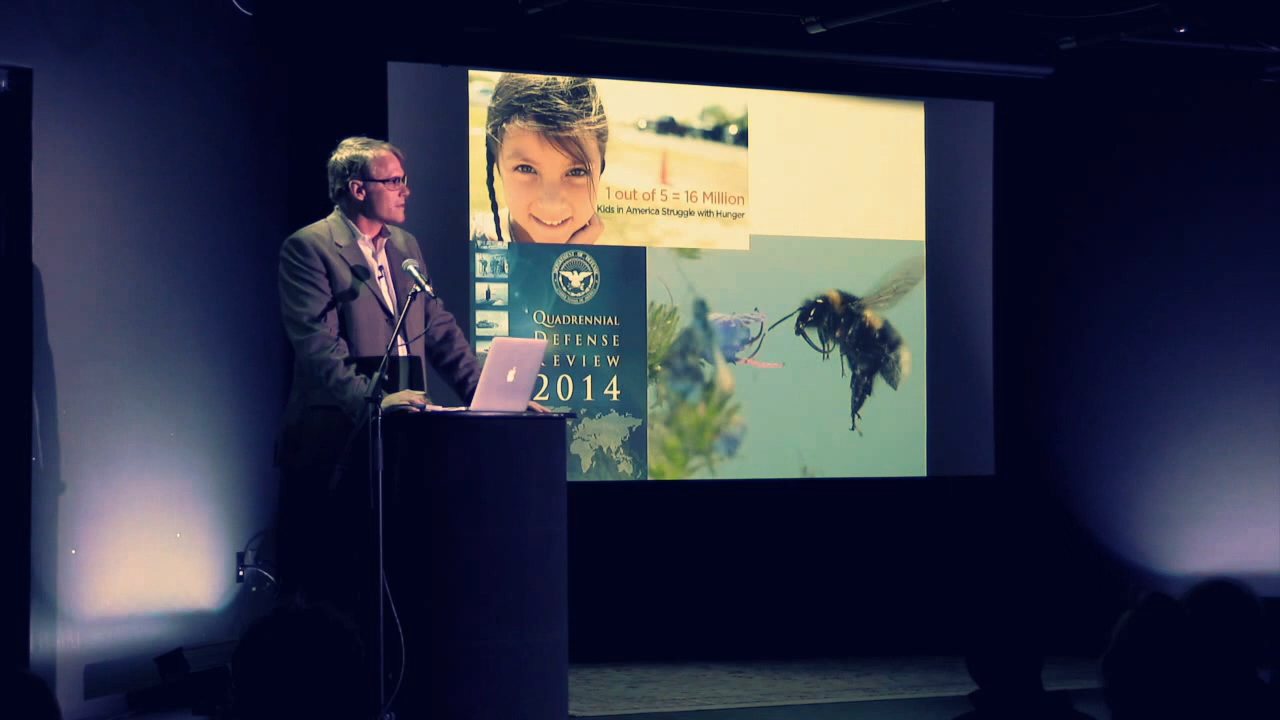 1 out of 5 = 16 Million
Kids in America Struggle with Hunger
QUADRENNIAL
DEFENSE
REVIEW
2014